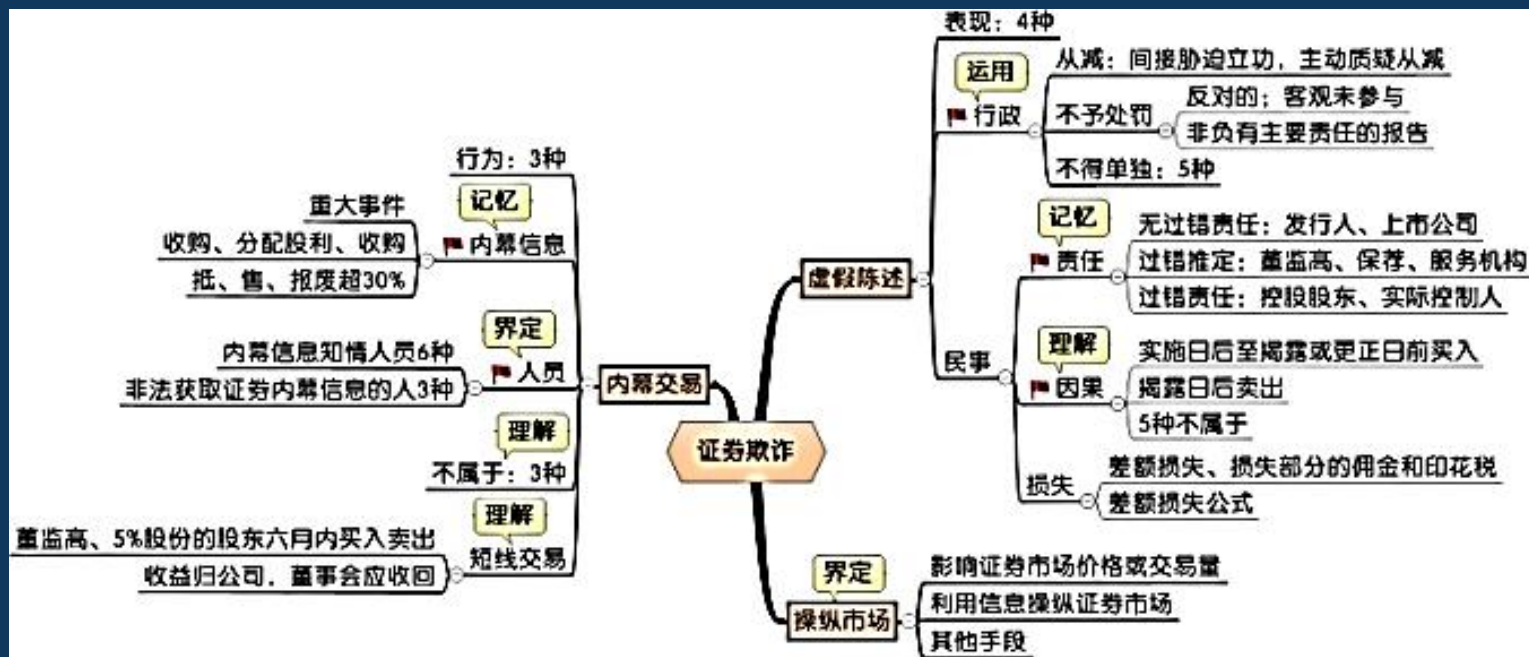 证券欺诈
虚假陈述
表现：4种
运用
行政
从减：间接胁迫立功，主动质疑从减
不予处罚
反对的；客观未参与
非负有主要责任的报告
不得单独：5种
民事
记忆
责任
无过错责任：发行人、上市公司
过错推定：董监高、保荐、服务机构
过错责任：控股股东、实际控制人
理解
因果
实施日后至揭露或更正日前买入
揭露日后卖出
5种不属于
损失
差额损失、损失部分的佣金和印花税
差额损失公式
界定
操纵市场
影响证券市场价格或交易量
利用信息操纵证券市场
其他手段
内幕交易
行为：3种
记忆
内幕信息
重大事件
收购、分配股利、收购
抵、售、报废超30%
界定
人员
内幕信息知情人员6种
非法获取证券内幕信息的人3种
理解
不属于：3种
理解
短线交易
董监高、5%股份的股东六月内买入卖出
收益归公司，董事会应收回